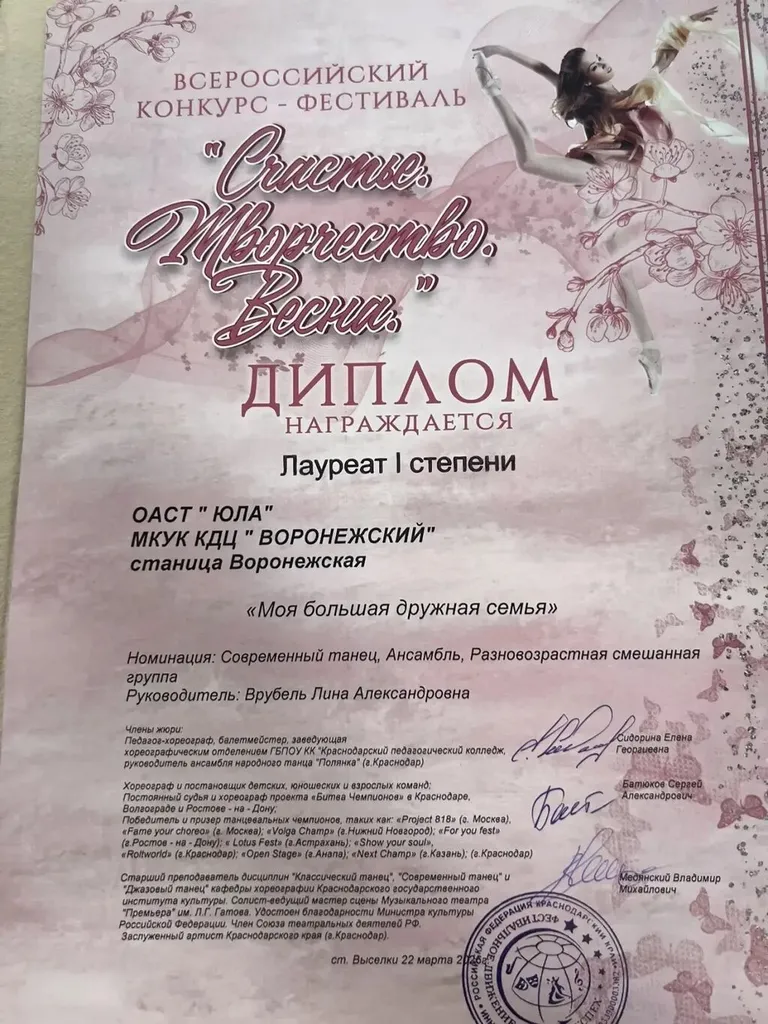 ВСЕРОССИЙСКИЙ
КОНКУРС - ФЕСТИВАЛЬ
"Счастье.
Творчество.
Весна."
ДИПЛОМ
НАГРАЖДАЕТСЯ
Лауреат I степени
ОАСТ " ЮЛА"
МКУК КДЦ " ВОРОНЕЖСКИЙ"
станица Воронежская
«Моя большая дружная семья»
Номинация: Современный танец, Ансамбль, Разновозрастная смешанная
группа
Руководитель: Врубель Лина Александровна
Члены жюри:
Педагог-хореограф, балетмейстер, заведующая
хореографическим отделением ГБПОУ КК "Краснодарский педагогический колледж,
руководитель ансамбля народного танца "Полянка" (г.Краснодар)
Сидорина Елена
Георгиевна
Хореограф и постановщик детских, юношеских и взрослых команд;
Постоянный судья и хореограф проекта «Битва Чемпионов» в Краснодаре,
Волгограде и Ростове - на - Дону;
Победитель и призер танцевальных чемпионов, таких как: «Project 818» (г. Москва),
«Fame your choreo» (г. Москва); «Volga Champ» (г.Нижний Новгород); «For you fest»
(г.Ростов - на - Дону); « Lotus Fest» (г.Астрахань); «Show your soul»,
«Roltworld» (г.Краснодар); «Open Stage» (г.Анапа); «Next Champ» (г.Казань); (г.Краснодар)
Батюков Сергей
Александрович
Старший преподаватель дисциплин "Классический танец", "Современный танец" и
"Джазовый танец" кафедры хореографии Краснодарского государственного
института культуры. Солист-ведущий мастер сцены Музыкального театра
"Премьера" им. Л.Г. Гатова. Удостоен благодарности Министра культуры
Российской Федерации. Член Союза театральных деятелей РФ.
Заслуженный артист Краснодарского края (г.Краснодар).
Медянский Владимир
Михайлович
ст. Выселки 22 марта
РОССИЙСКАЯ ФЕДЕРАЦИЯ КРАСНОДАРСКИЙ КРАЙ
ФЕСТИВАЛЬНОЕ ДВИЖЕНИЕ